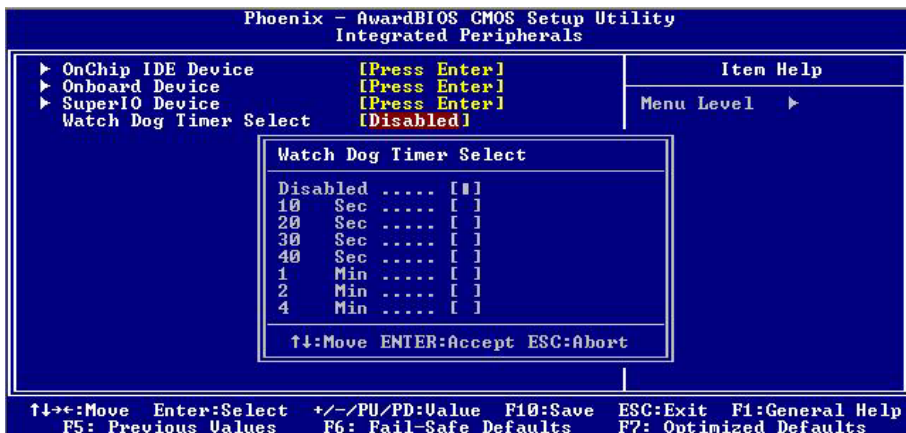 Phoenix - AwardBIOS CMOS Setup Utility
Integrated Peripherals
► OnChip IDE Device [Press Enter]
► Onboard Device [Press Enter]
► SuperIO Device [Press Enter]
Watch Dog Timer Select [Disabled]
Item Help
Menu Level ►
Watch Dog Timer Select
Disabled ..... [■]
10 Sec ..... [ ]
20 Sec ..... [ ]
30 Sec ..... [ ]
40 Sec ..... [ ]
1 Min ..... [ ]
2 Min ..... [ ]
4 Min ..... [ ]
↑↓:Move ENTER:Accept ESC:Abort
↑↓→←:Move Enter:Select +/-/PU/PD:Value F10:Save ESC:Exit F1:General Help
F5: Previous Values F6: Fail-Safe Defaults F7: Optimized Defaults